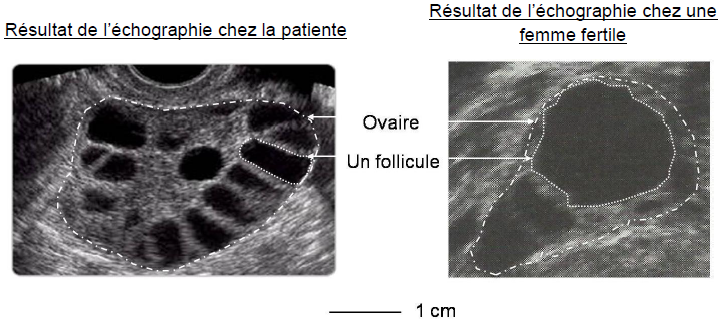 Résultat de l'échographie chez la patiente
Résultat de l'échographie chez une
femme fertile
Ovaire
Un follicule
1 cm